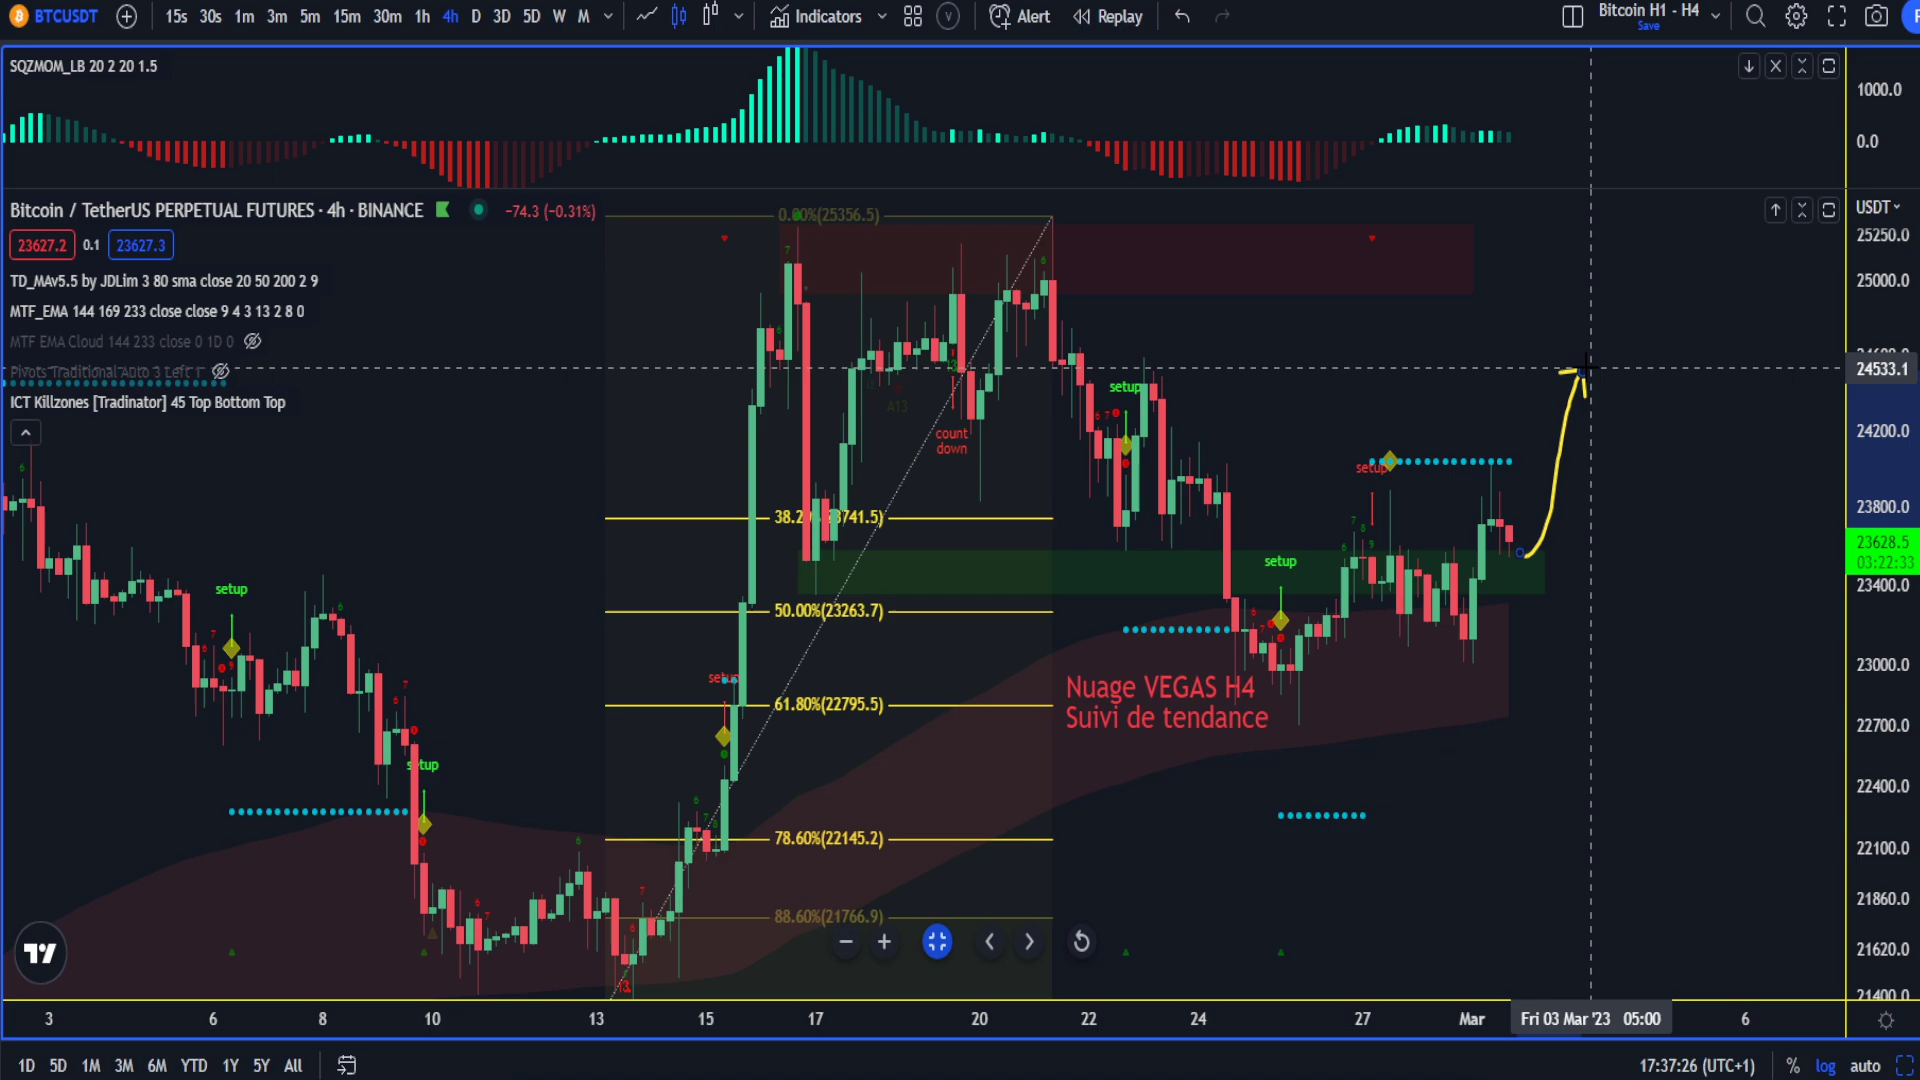 BTCUSDT 15s 30s 1m 3m 5m 15m 30m 1h 4h D 3D 5D W M Indicators V Alert Replay Bitcoin H1 - H4
Save
SQZMOM_LB 20 2 20 1.5
1000.0
0.0
Bitcoin / TetherUS PERPETUAL FUTURES · 4h · BINANCE −74.3 (−0.31%)
USDT
23627.2 0.1 23627.3
TD_MAv5.5 by JDLim 3 80 sma close 20 50 200 2 9
MTF_EMA 144 169 233 close close 9 4 3 13 2 8 0
MTF EMA Cloud 144 233 close 0 1D 0
Pivots Traditional Auto 3 Left 1
ICT Killzones [Tradinator] 45 Top Bottom Top
25250.0
25000.0
24533.1
24200.0
23800.0
23628.5
03:22:33
23400.0
23000.0
22700.0
22400.0
22100.0
21860.0
21620.0
21400.0
0.00%(25356.5)
A13
count
down
setup
setup
setup
setup
setup
setup
50.00%(23263.7)
61.80%(22795.5)
78.60%(22145.2)
88.60%(21766.9)
Nuage VEGAS H4
Suivi de tendance
3 6 8 10 13 15 17 20 22 24 27 Mar Fri 03 Mar '23 05:00 6
1D 5D 1M 3M 6M YTD 1Y 5Y All 17:37:26 (UTC+1) % log auto